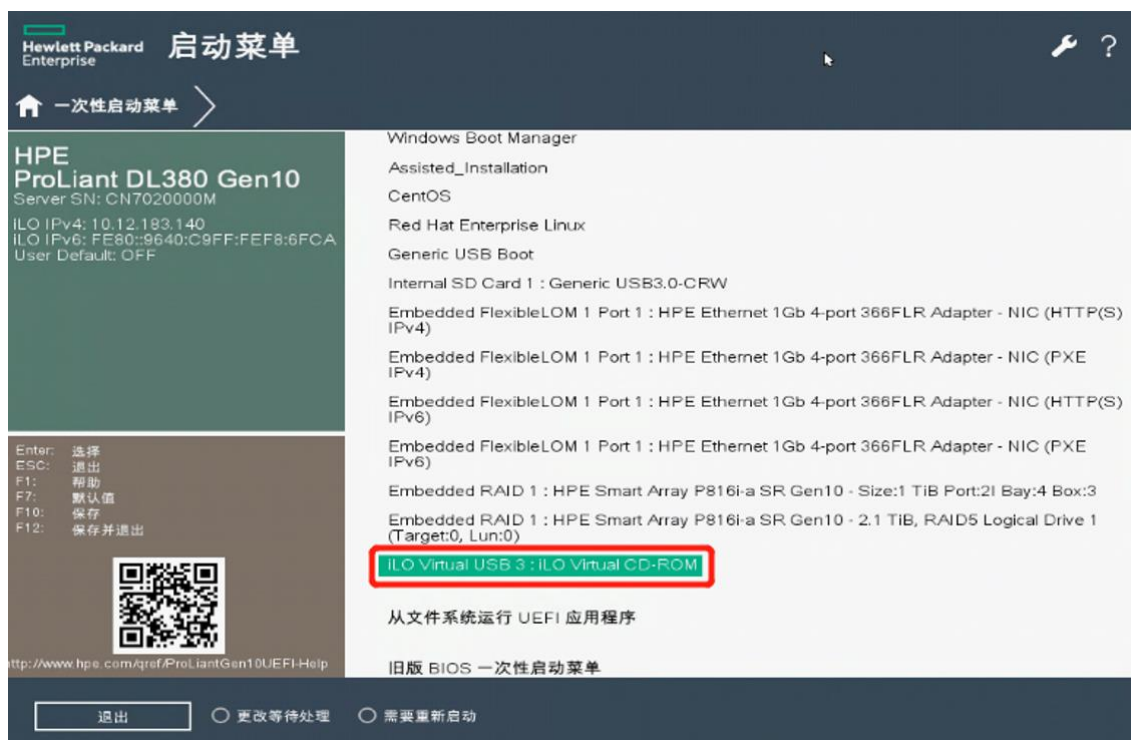 Hewlett Packard
Enterprise
启动菜单
?
一次性启动菜单
HPE
ProLiant DL380 Gen10
Server SN: CN7020000M
iLO IPv4: 10.12.183.140
iLO IPv6: FE80::9640:C9FF:FEF8:6FCA
User Default: OFF
Enter: 选择
ESC: 退出
F1: 帮助
F7: 默认值
F10: 保存
F12: 保存并退出
ttp://www.hpe.com/qref/ProLiantGen10UEFI-Help
Windows Boot Manager
Assisted_Installation
CentOS
Red Hat Enterprise Linux
Generic USB Boot
Internal SD Card 1 : Generic USB3.0-CRW
Embedded FlexibleLOM 1 Port 1 : HPE Ethernet 1Gb 4-port 366FLR Adapter - NIC (HTTP(S)
IPv4)
Embedded FlexibleLOM 1 Port 1 : HPE Ethernet 1Gb 4-port 366FLR Adapter - NIC (PXE
IPv4)
Embedded FlexibleLOM 1 Port 1 : HPE Ethernet 1Gb 4-port 366FLR Adapter - NIC (HTTP(S)
IPv6)
Embedded FlexibleLOM 1 Port 1 : HPE Ethernet 1Gb 4-port 366FLR Adapter - NIC (PXE
IPv6)
Embedded RAID 1 : HPE Smart Array P816i-a SR Gen10 - Size:1 TiB Port:2I Bay:4 Box:3
Embedded RAID 1 : HPE Smart Array P816i-a SR Gen10 - 2.1 TiB, RAID5 Logical Drive 1
(Target:0, Lun:0)
iLO Virtual USB 3 : iLO Virtual CD-ROM
从文件系统运行 UEFI 应用程序
旧版 BIOS 一次性启动菜单
退出
更改等待处理
需要重新启动